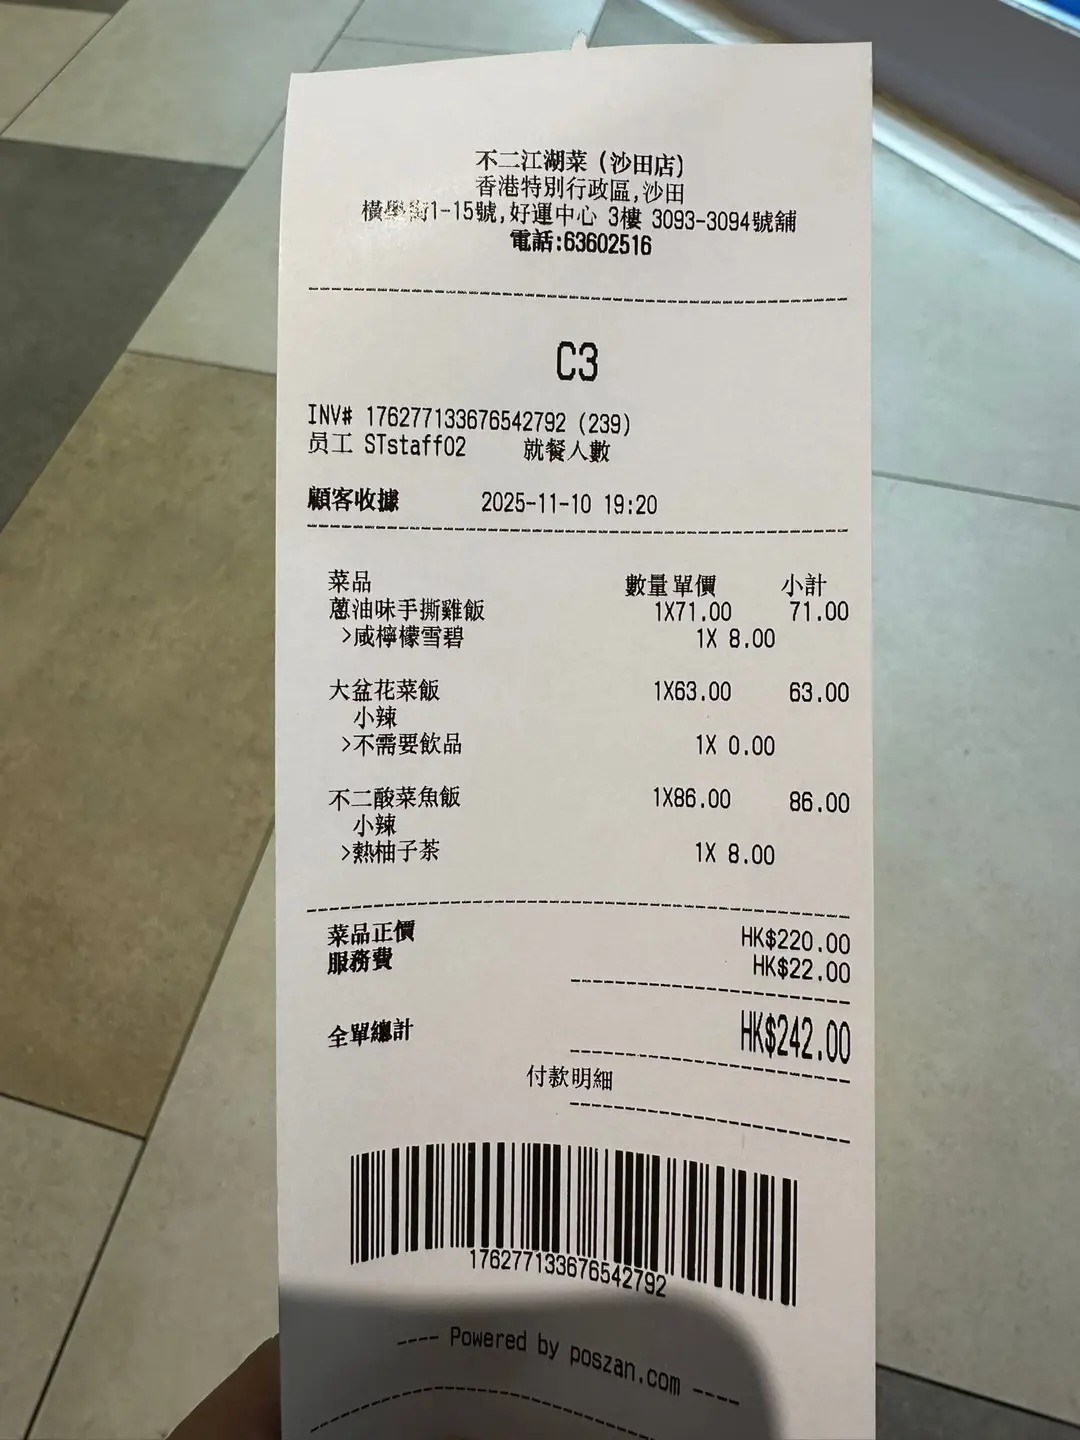 不二江湖菜 (沙田店)
香港特別行政區,沙田
橫學街1-15號,好運中心 3樓 3093-3094號舖
電話:63602516
C3
INV# 176277133676542792 (239)
员工 STstaff02 就餐人數
顧客收據 2025-11-10 19:20
菜品 數量 單價 小計
蔥油味手撕雞飯 1X71.00 71.00
>咸檸檬雪碧 1X 8.00
大盆花菜飯 1X63.00 63.00
小辣
>不需要飲品 1X 0.00
不二酸菜魚飯 1X86.00 86.00
小辣
>熱柚子茶 1X 8.00
菜品正價 HK$220.00
服務費 HK$22.00
全單總計 HK$242.00
付款明細
176277133676542792
---- Powered by poszan.com ----